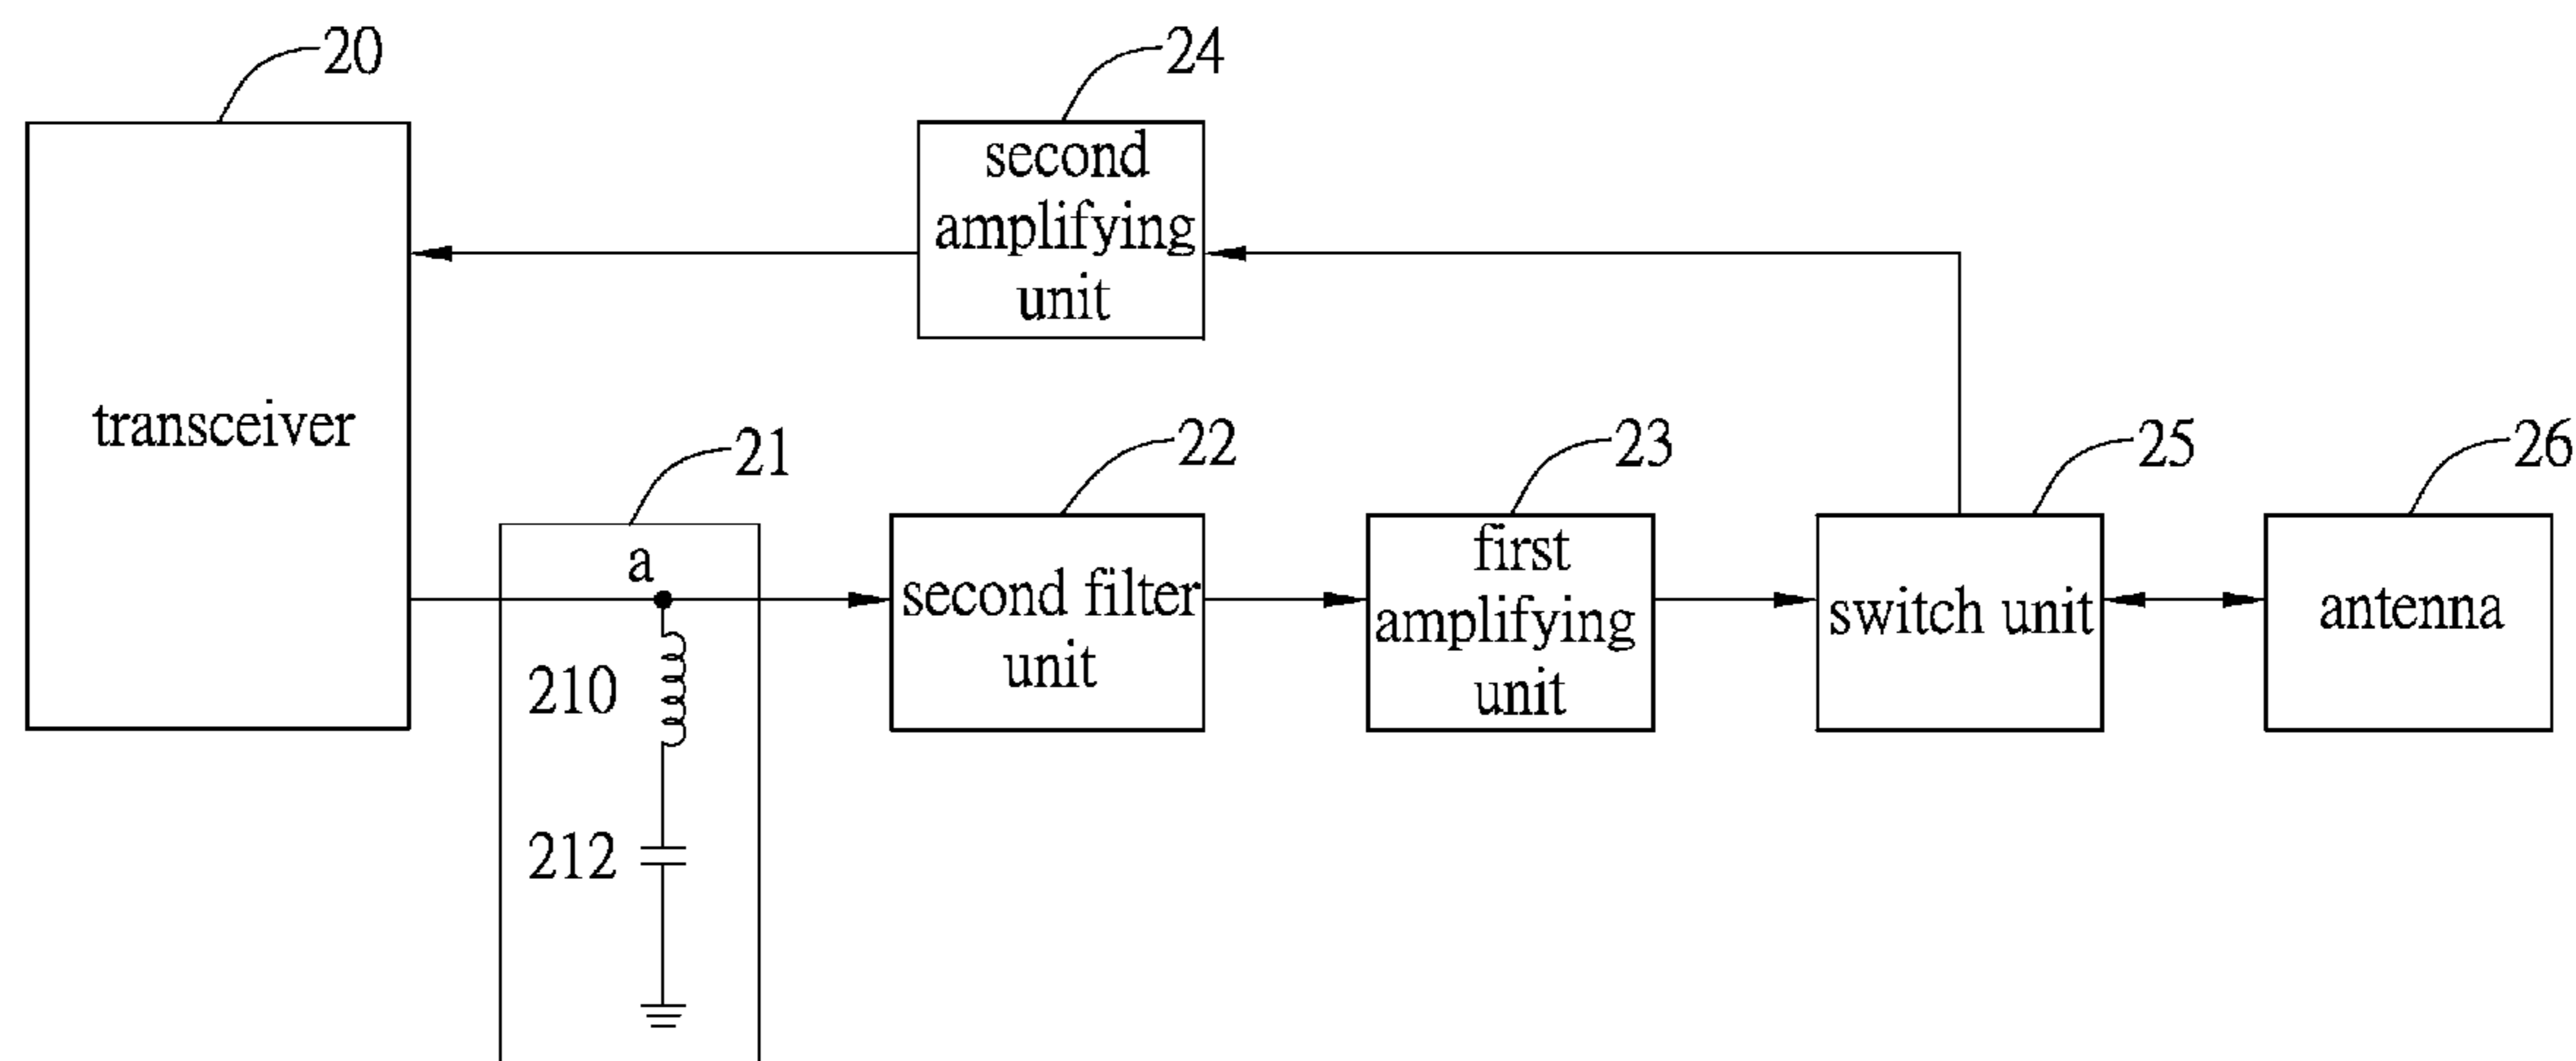 20
24
second
amplifying
unit
transceiver
21
22
23
25
26
a
210
212
second filter
unit
first
amplifying
unit
switch unit
antenna